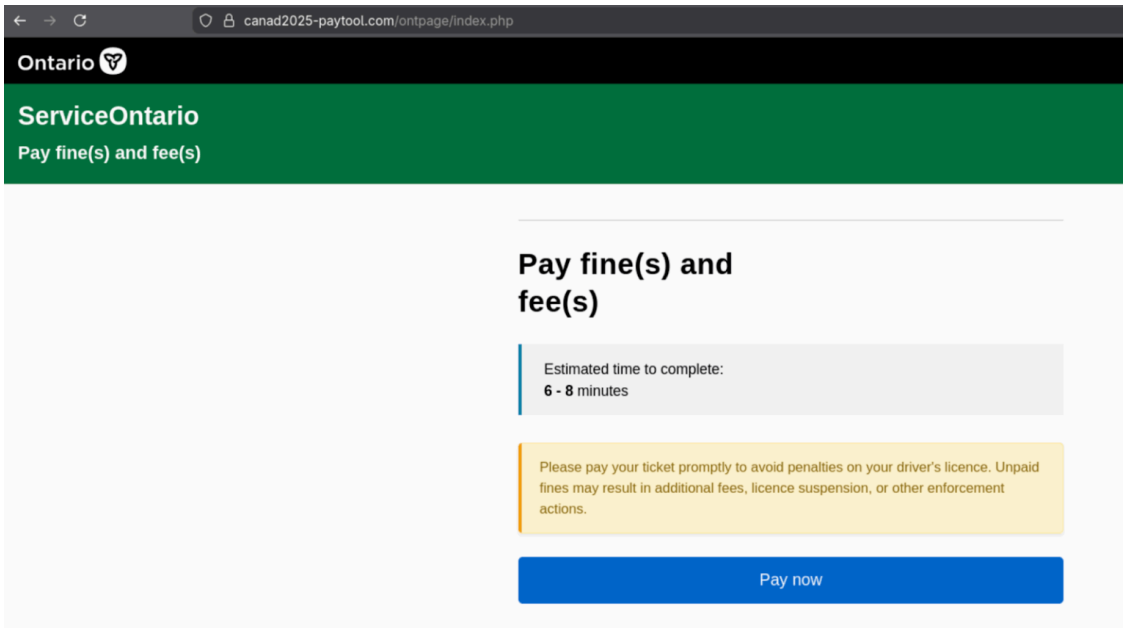 canad2025-paytool.com/ontpage/index.php
Ontario
ServiceOntario
Pay fine(s) and fee(s)
Pay fine(s) and
fee(s)
Estimated time to complete:
6 - 8 minutes
Please pay your ticket promptly to avoid penalties on your driver's licence. Unpaid
fines may result in additional fees, licence suspension, or other enforcement
actions.
Pay now